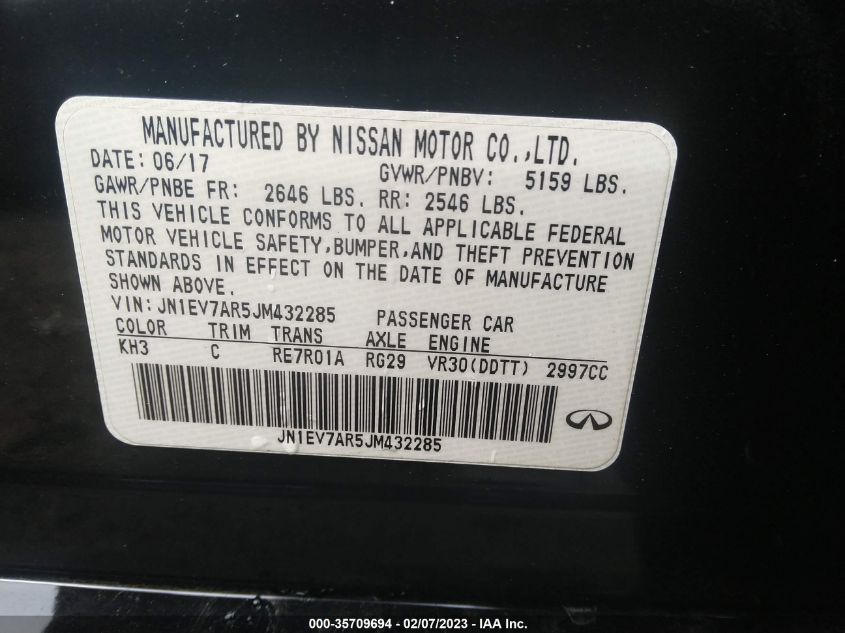 MANUFACTURED BY NISSAN MOTOR CO.,LTD.
DATE: 06/17 GVWR/PNBV: 5159 LBS.
GAWR/PNBE FR: 2646 LBS. RR: 2546 LBS.
THIS VEHICLE CONFORMS TO ALL APPLICABLE FEDERAL
MOTOR VEHICLE SAFETY,BUMPER,AND THEFT PREVENTION
STANDARDS IN EFFECT ON THE DATE OF MANUFACTURE
SHOWN ABOVE.
VIN:JN1EV7AR5JM432285 PASSENGER CAR
COLOR TRIM TRANS AXLE ENGINE
KH3 C RE7R01A RG29 VR30(DDTT) 2997CC
JN1EV7AR5JM432285
000-35709694 - 02/07/2023 - IAA Inc.